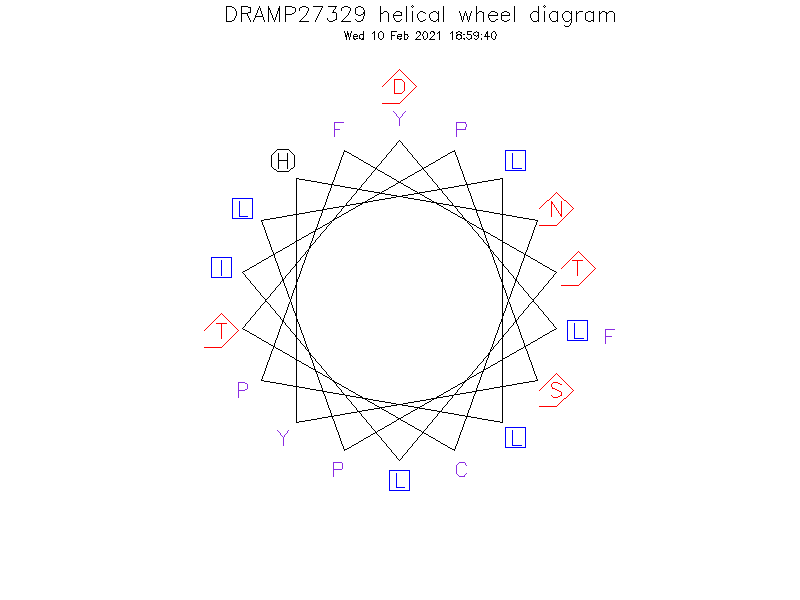 DRAMP27329 helical wheel diagram
Wed 10 Feb 2021 18:59:40
D
F Y P
H L
L N
I T
T L F
P S
Y L
P L C